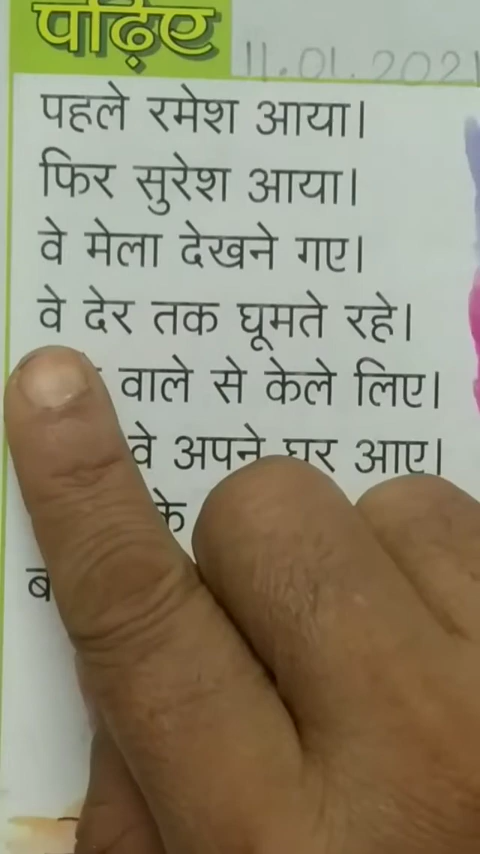 पढ़िए
11.01.2021
पहले रमेश आया।
फिर सुरेश आया।
वे मेला देखने गए।
वे देर तक घूमते रहे।
वाले से केले लिए।
वे अपने घर आए।
के